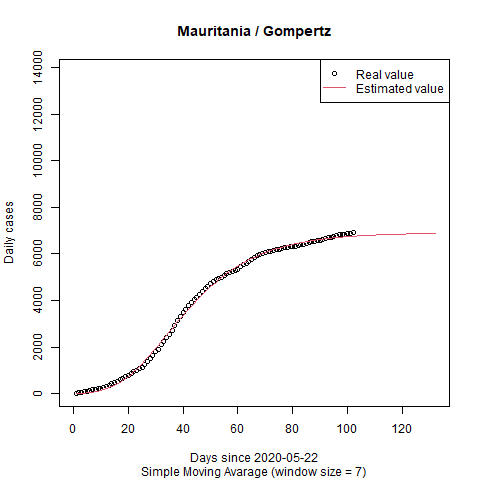 Mauritania / Gompertz
Real value
Estimated value
Daily cases
14000
12000
10000
8000
6000
4000
2000
0
0 20 40 60 80 100 120
Days since 2020-05-22
Simple Moving Avarage (window size = 7)